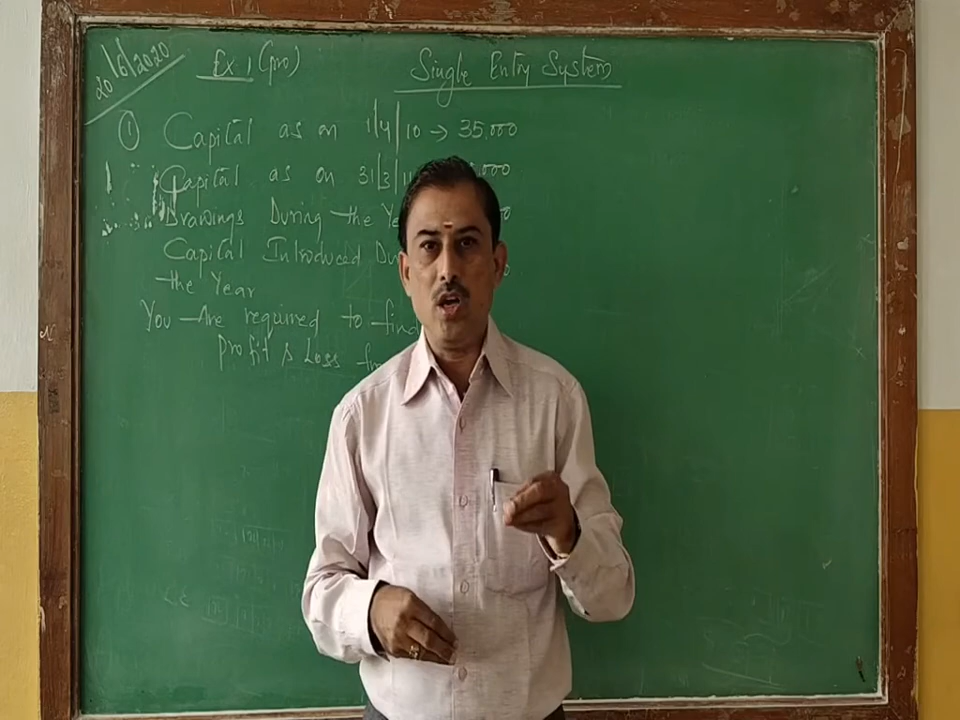 20/6/2020
Ex 1 (pro)
Single Entry System
① Capital as on 1/4/10 → 35,000
Capital as on 31/3/11
Drawings During the
Capital Introduced
the Year
You Are required to find
Profit & Loss